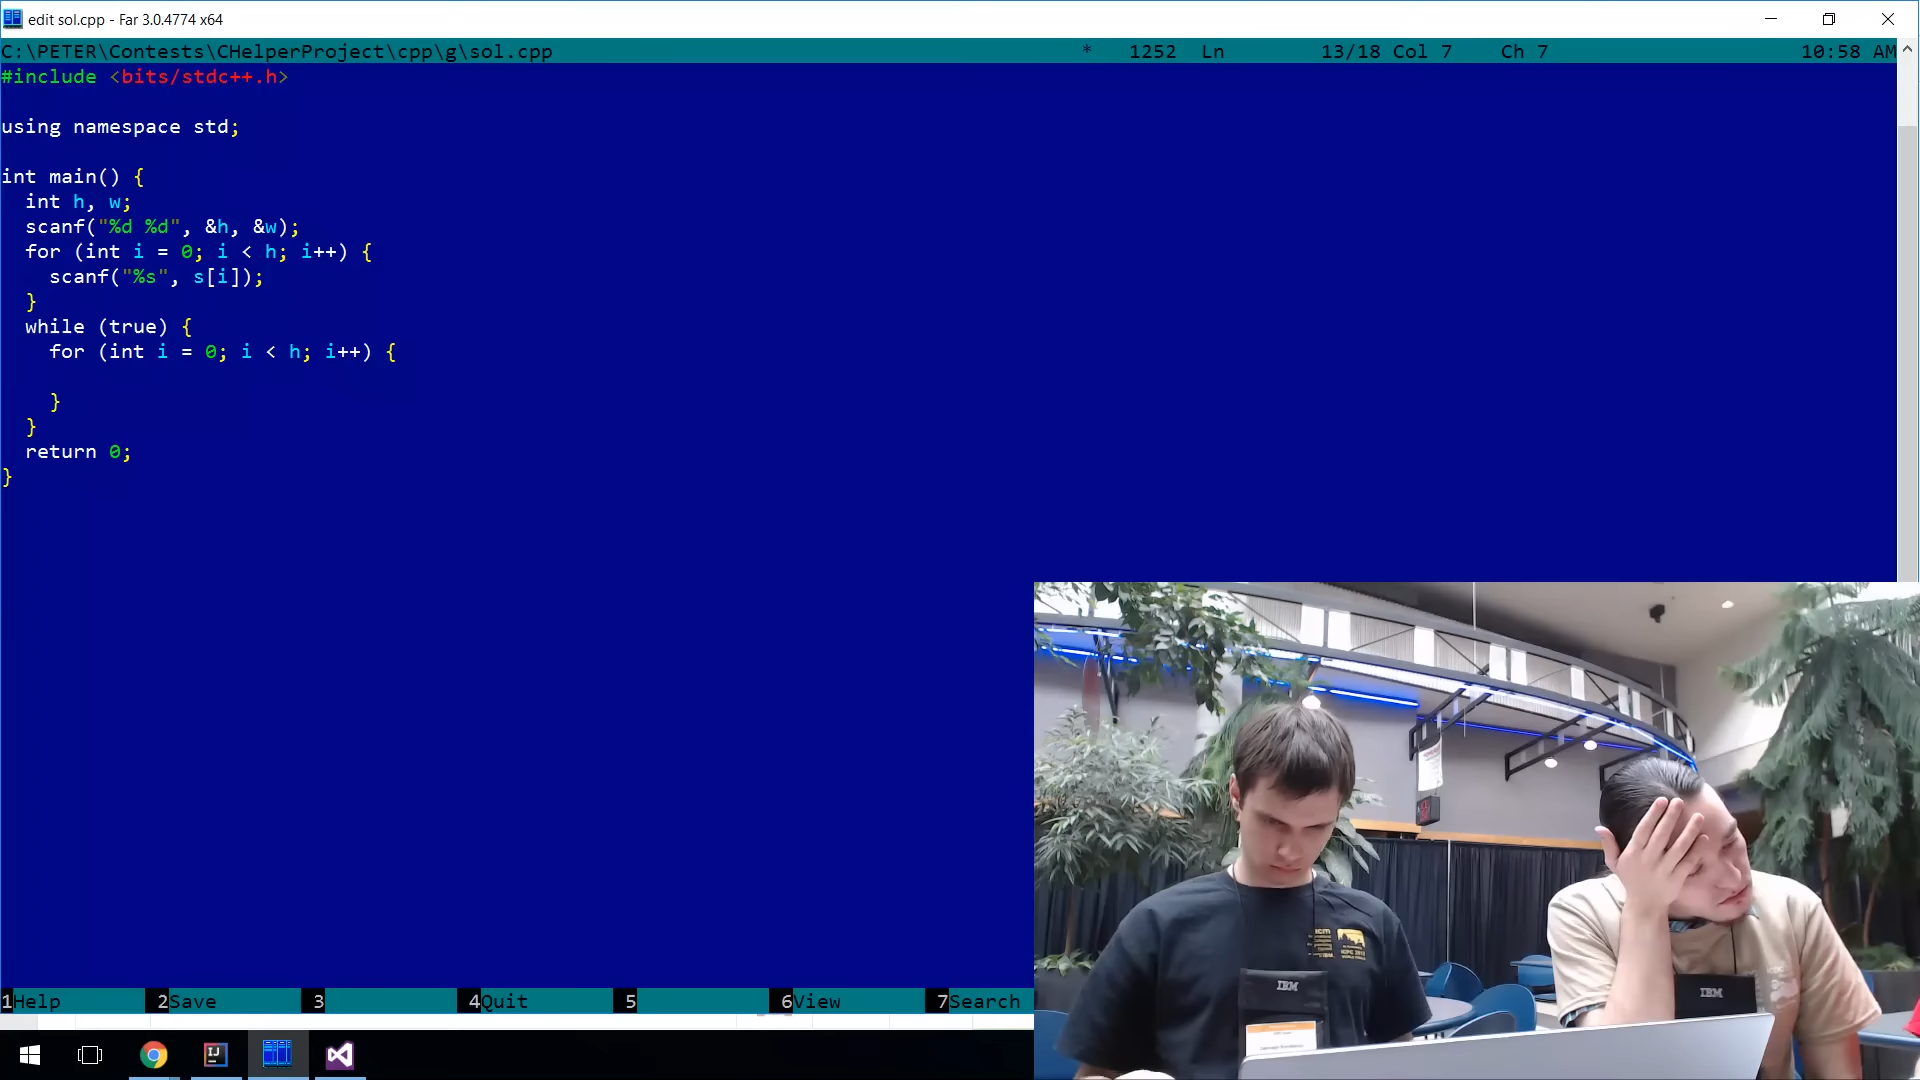 edit sol.cpp - Far 3.0.4774 x64
C:\PETER\Contests\CHelperProject\cpp\g\sol.cpp * 1252 Ln 13/18 Col 7 Ch 7 10:58 AM
#include <bits/stdc++.h>
using namespace std;
int main() {
int h, w;
scanf("%d %d", &h, &w);
for (int i = 0; i < h; i++) {
scanf("%s", s[i]);
}
while (true) {
for (int i = 0; i < h; i++) {
}
}
return 0;
}
1Help 2Save 3 4Quit 5 6View 7Search
IBM
IBM
IJ